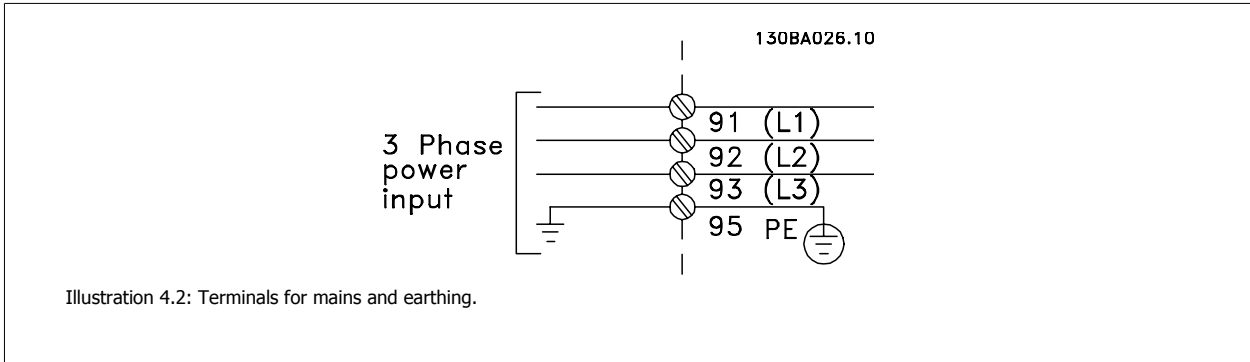 130BA026.10
3 Phase
power
input
91 (L1)
92 (L2)
93 (L3)
95 PE
Illustration 4.2: Terminals for mains and earthing.